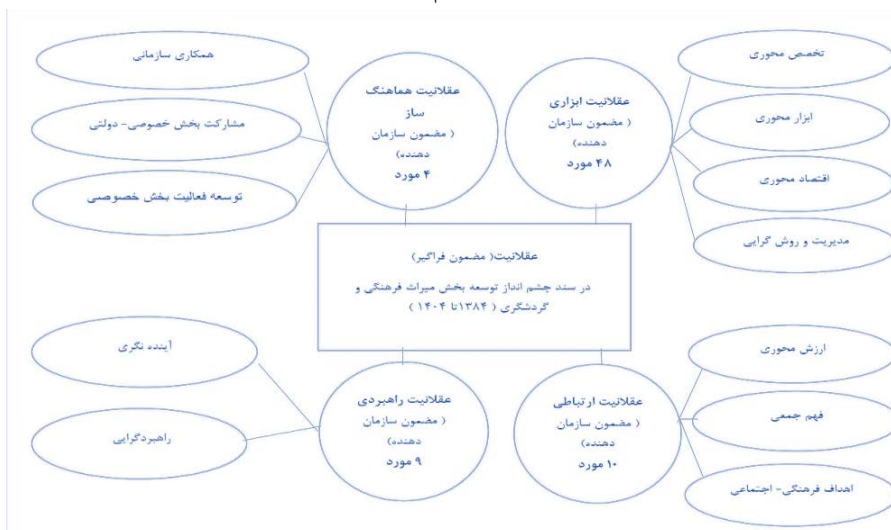 تخصص محوری
ابزار محوری
اقتصاد محوری
مدیریت و روش گرایی
عقلانیت ابزاری
( مضمون سازمان
دهنده)
۴۸ مورد
عقلانیت هماهنگ
ساز
( مضمون سازمان
دهنده)
۴ مورد
همکاری سازمانی
مشارکت بخش خصوصی- دولتی
توسعه فعالیت بخش خصوصی
عقلانیت( مضمون فراگیر)
در سند چشم انداز توسعه بخش میراث فرهنگی و
گردشگری ( ۱۳۸۴تا ۱۴۰۴ )
ارزش محوری
فهم جمعی
اهداف فرهنگی- اجتماعی
عقلانیت ارتباطی
( مضمون سازمان
دهنده)
۱۰ مورد
عقلانیت راهبردی
( مضمون سازمان
دهنده)
۹ مورد
آینده نگری
راهبردگرایی